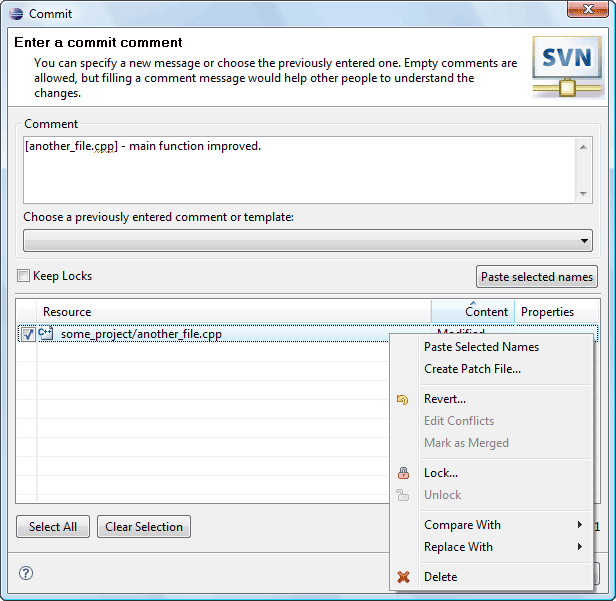 Commit
Enter a commit comment
You can specify a new message or choose the previously entered one. Empty comments are
allowed, but filling a comment message would help other people to understand the
changes.
SVN
Comment
[another_file.cpp] - main function improved.
Choose a previously entered comment or template:
Keep Locks
Paste selected names
Resource
Content
Properties
some_project/another_file.cpp
Modified
Paste Selected Names
Create Patch File...
Revert...
Edit Conflicts
Mark as Merged
Lock...
Unlock
Compare With
Replace With
Delete
Select All
Clear Selection
1